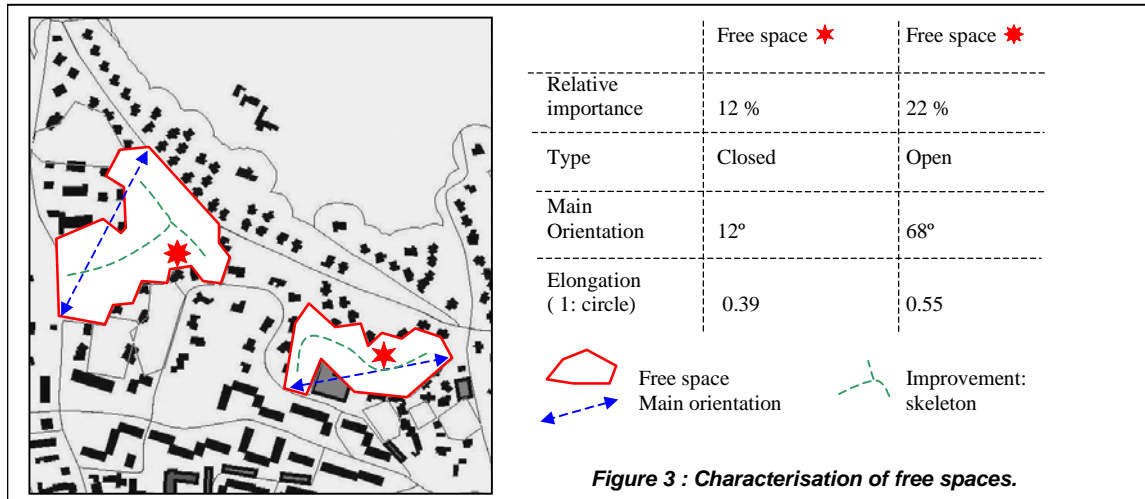 Free space Free space
Relative
importance 12 % 22 %
Type Closed Open
Main
Orientation 12º 68º
Elongation
( 1: circle) 0.39 0.55
Free space
Main orientation
Improvement:
skeleton
Figure 3 : Characterisation of free spaces.